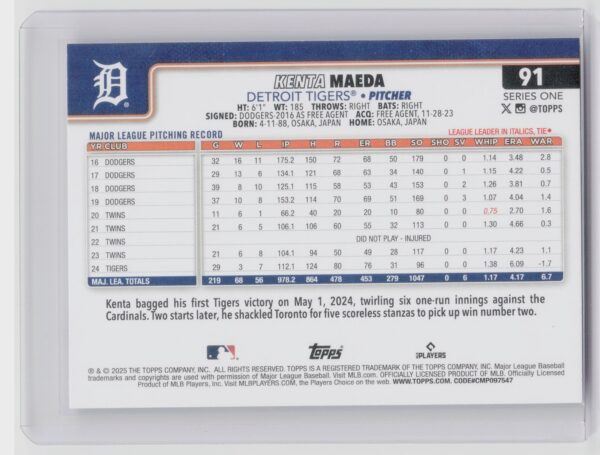 D
KENTA MAEDA
91
DETROIT TIGERS® • PITCHER
SERIES ONE
HT: 6'1" WT: 185 THROWS: RIGHT BATS: RIGHT
@TOPPS
SIGNED: DODGERS-2016 AS FREE AGENT ACQ: FREE AGENT, 11-28-23
BORN: 4-11-88, OSAKA, JAPAN HOME: OSAKA, JAPAN
MAJOR LEAGUE PITCHING RECORD
LEAGUE LEADER IN ITALICS, TIE♦
YR CLUB G W L IP H R ER BB SO SHO SV WHIP ERA WAR
16 DODGERS 32 16 11 175.2 150 72 68 50 179 0 0 1.14 3.48 2.8
17 DODGERS 29 13 6 134.1 121 68 63 34 140 0 1 1.15 4.22 0.5
18 DODGERS 39 8 10 125.1 115 58 53 43 153 0 2 1.26 3.81 0.7
19 DODGERS 37 10 8 153.2 114 70 69 51 169 0 3 1.07 4.04 1.4
20 TWINS 11 6 1 66.2 40 20 20 10 80 0 0 0.75 2.70 1.6
21 TWINS 21 6 5 106.1 106 60 55 32 113 0 0 1.30 4.66 0.3
22 TWINS DID NOT PLAY - INJURED
23 TWINS 21 6 8 104.1 94 50 49 28 117 0 0 1.17 4.23 1.1
24 TIGERS 29 3 7 112.1 124 80 76 31 96 0 0 1.38 6.09 -1.7
MAJ. LEA. TOTALS 219 68 56 978.2 864 478 453 279 1047 0 6 1.17 4.17 6.7
Kenta bagged his first Tigers victory on May 1, 2024, twirling six one-run innings against the
Cardinals. Two starts later, he shackled Toronto for five scoreless stanzas to pick up win number two.
Topps
PLAYERS
® & © 2025 THE TOPPS COMPANY, INC. ALL RIGHTS RESERVED. TOPPS IS A REGISTERED TRADEMARK OF THE TOPPS COMPANY, INC. Major League Baseball
trademarks and copyrights are used with permission of Major League Baseball. Visit MLB.com. OFFICIALLY LICENSED PRODUCT OF MLB PLAYERS, INC. Officially Licensed
Product of MLB Players, Inc. Visit MLBPLAYERS.COM, the Players Choice on the web. WWW.TOPPS.COM. CODE#CMP097547